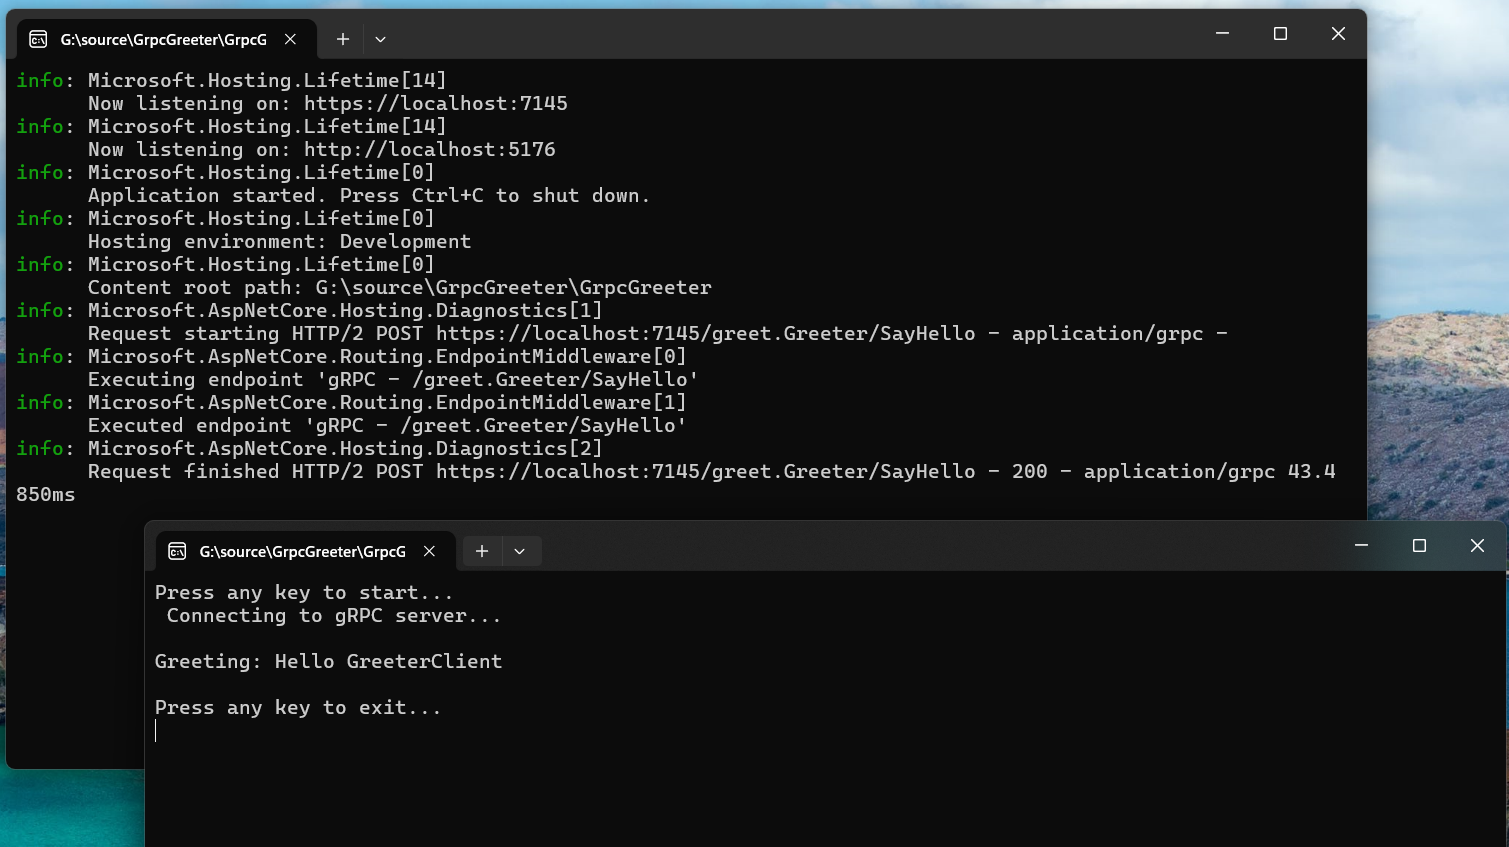 G:\source\GrpcGreeter\GrpcG
info: Microsoft.Hosting.Lifetime[14]
Now listening on: https://localhost:7145
info: Microsoft.Hosting.Lifetime[14]
Now listening on: http://localhost:5176
info: Microsoft.Hosting.Lifetime[0]
Application started. Press Ctrl+C to shut down.
info: Microsoft.Hosting.Lifetime[0]
Hosting environment: Development
info: Microsoft.Hosting.Lifetime[0]
Content root path: G:\source\GrpcGreeter\GrpcGreeter
info: Microsoft.AspNetCore.Hosting.Diagnostics[1]
Request starting HTTP/2 POST https://localhost:7145/greet.Greeter/SayHello - application/grpc -
info: Microsoft.AspNetCore.Routing.EndpointMiddleware[0]
Executing endpoint 'gRPC - /greet.Greeter/SayHello'
info: Microsoft.AspNetCore.Routing.EndpointMiddleware[1]
Executed endpoint 'gRPC - /greet.Greeter/SayHello'
info: Microsoft.AspNetCore.Hosting.Diagnostics[2]
Request finished HTTP/2 POST https://localhost:7145/greet.Greeter/SayHello - 200 - application/grpc 43.4
850ms
G:\source\GrpcGreeter\GrpcG
Press any key to start...
Connecting to gRPC server...
Greeting: Hello GreeterClient
Press any key to exit...